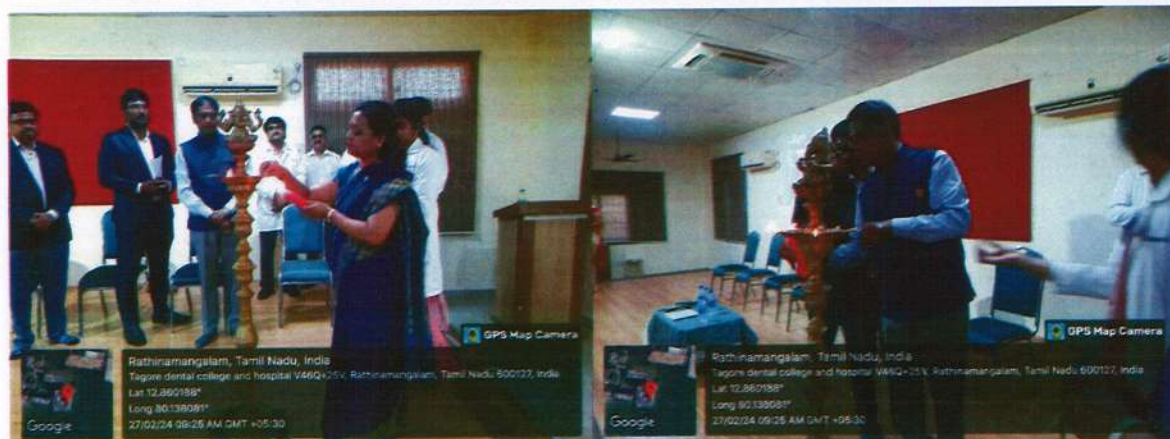 GPS Map Camera
Rathinamangalam, Tamil Nadu, India
Tagore dental college and hospital V46Q+25V, Rathinamangalam, Tamil Nadu 600127, India
Lat 12.860188°
Long 80.138081°
27/02/24 09:25 AM GMT +05:30
Google
GPS Map Camera
Rathinamangalam, Tamil Nadu, India
Tagore dental college and hospital V46Q+25V, Rathinamangalam, Tamil Nadu 600127, India
Lat 12.860188°
Long 80.138081°
27/02/24 09:25 AM GMT +05:30
Google